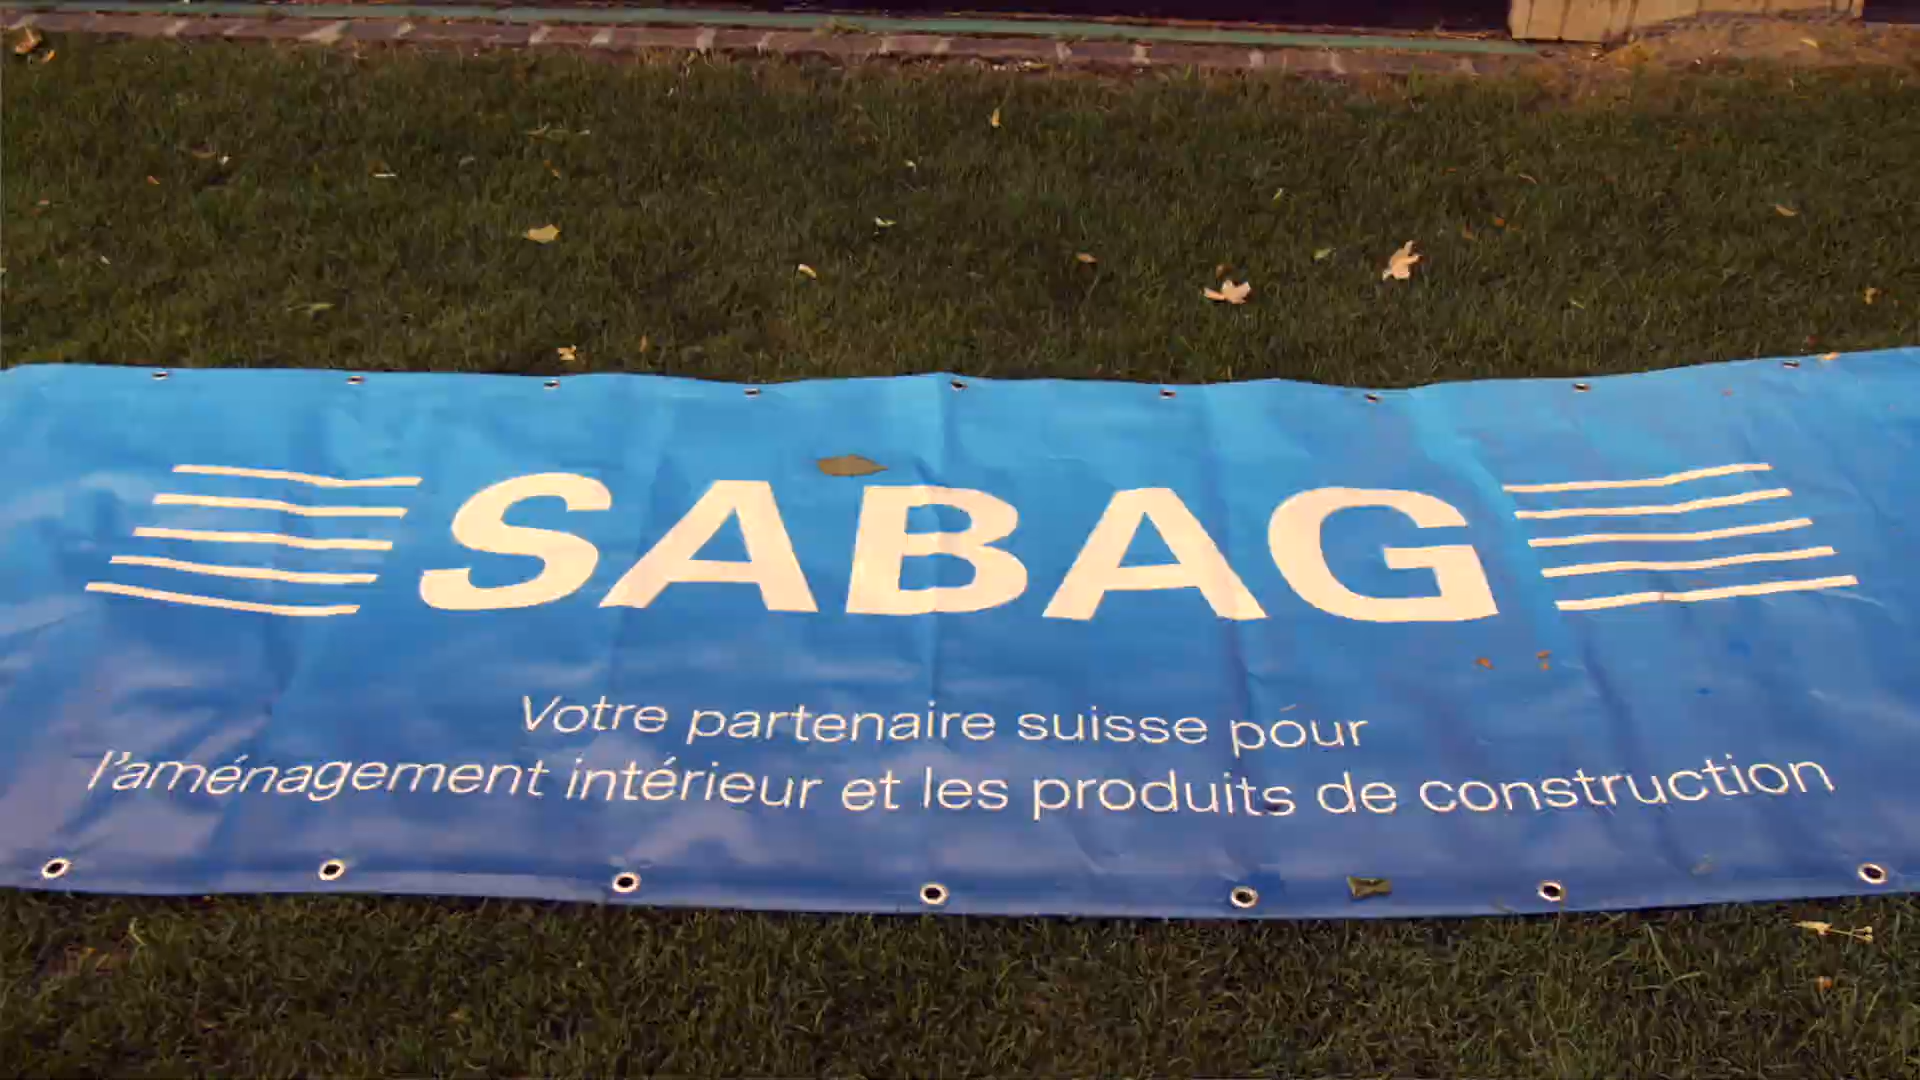 SABAG
Votre partenaire suisse pour
l'aménagement intérieur et les produits de construction